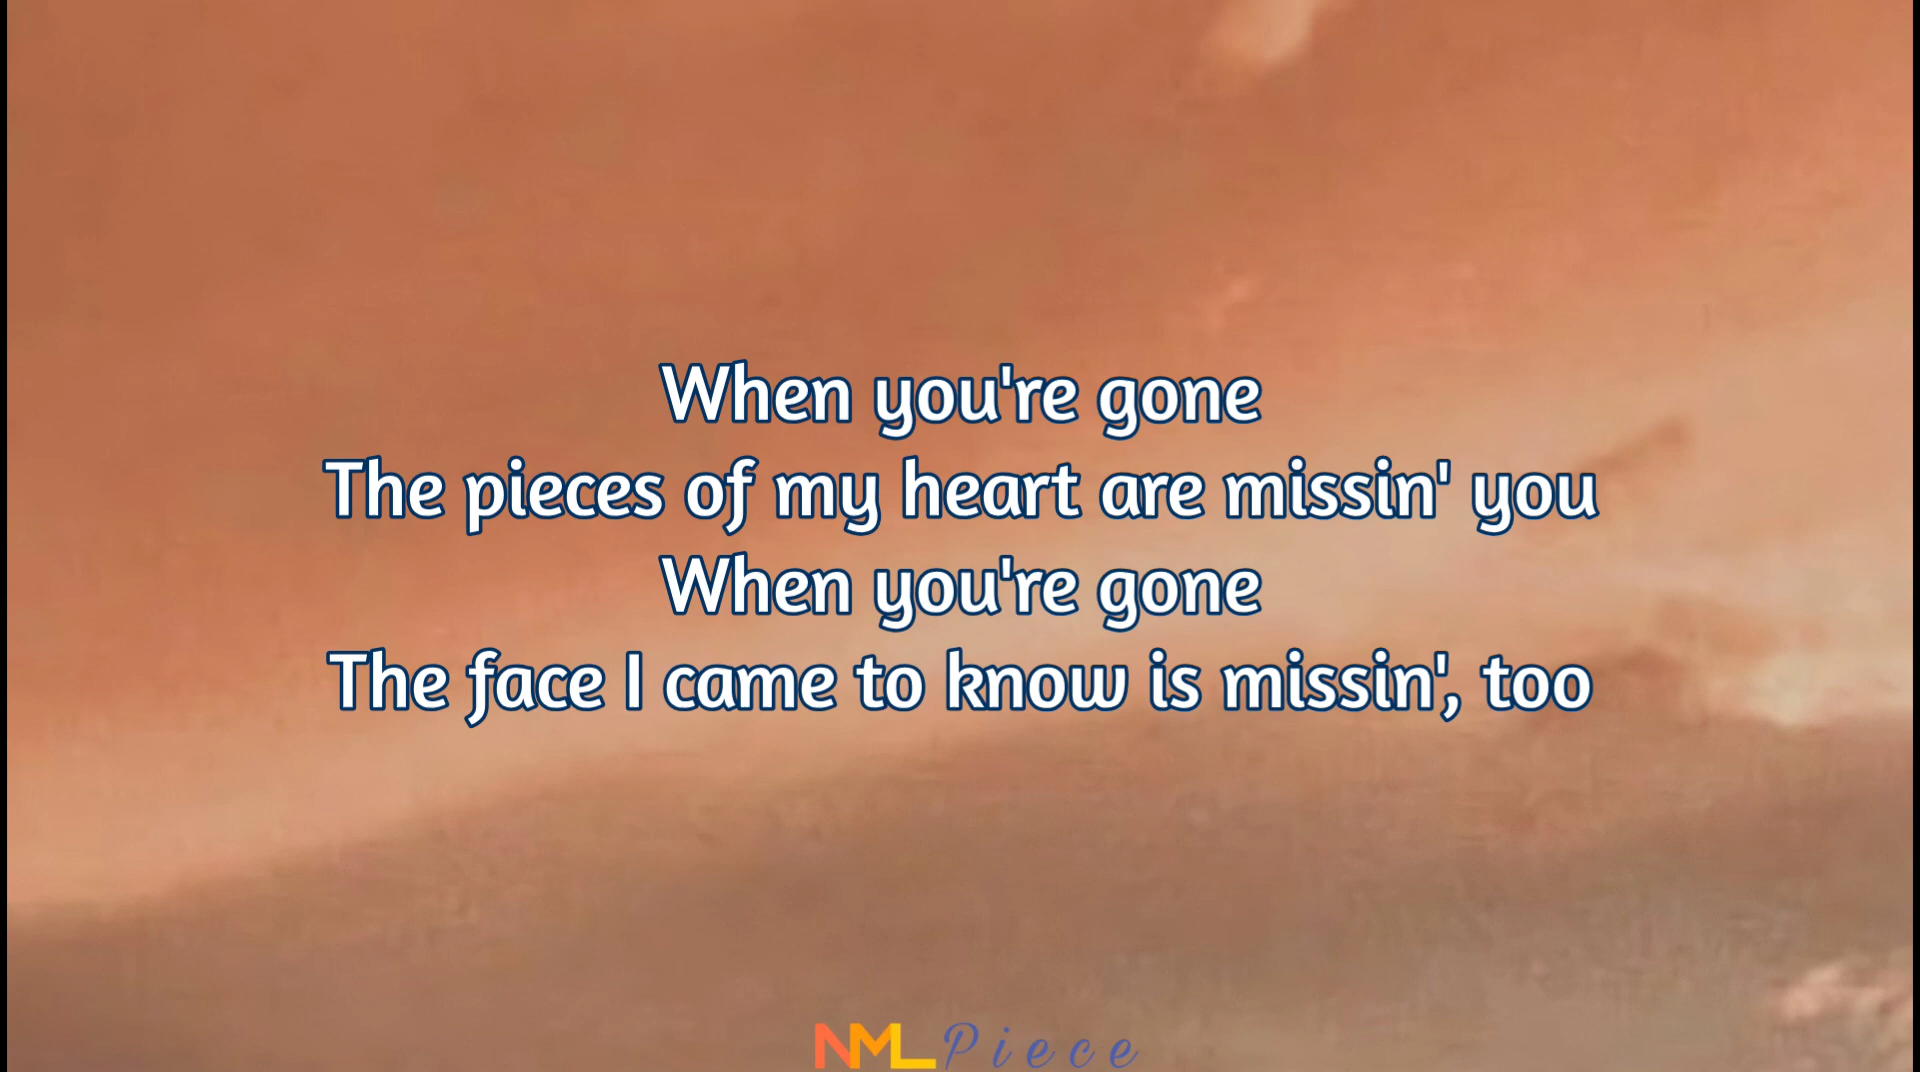 When you're gone
The pieces of my heart are missin' you
When you're gone
The face I came to know is missin', too
NML Piece